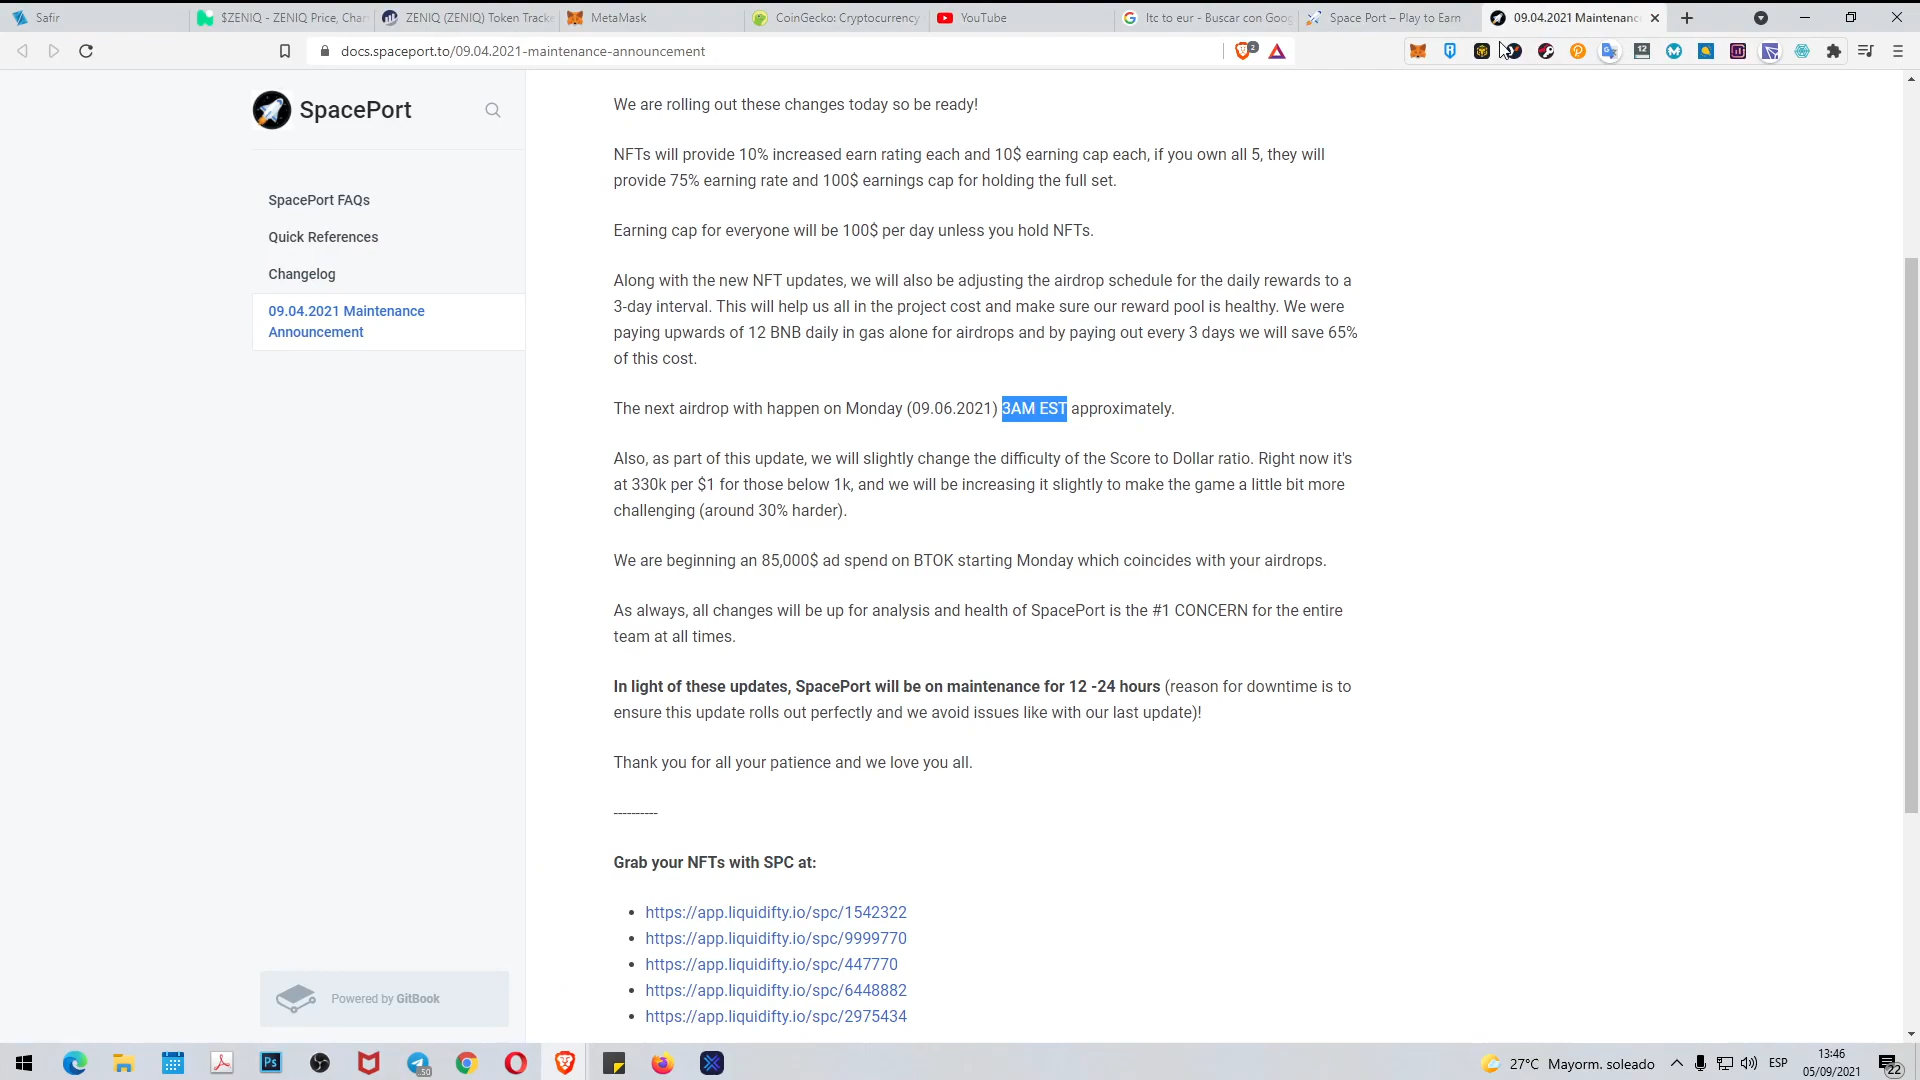 Safir
$ZENIQ - ZENIQ Price, Char
ZENIQ (ZENIQ) Token Tracke
MetaMask
CoinGecko: Cryptocurrency
YouTube
ltc to eur - Buscar con Goog
Space Port – Play to Earn
09.04.2021 Maintenanc
docs.spaceport.to/09.04.2021-maintenance-announcement
2
12
SpacePort
SpacePort FAQs
Quick References
Changelog
09.04.2021 Maintenance
Announcement
Powered by GitBook
We are rolling out these changes today so be ready!
NFTs will provide 10% increased earn rating each and 10$ earning cap each, if you own all 5, they will
provide 75% earning rate and 100$ earnings cap for holding the full set.
Earning cap for everyone will be 100$ per day unless you hold NFTs.
Along with the new NFT updates, we will also be adjusting the airdrop schedule for the daily rewards to a
3-day interval. This will help us all in the project cost and make sure our reward pool is healthy. We were
paying upwards of 12 BNB daily in gas alone for airdrops and by paying out every 3 days we will save 65%
of this cost.
The next airdrop with happen on Monday (09.06.2021) 3AM EST approximately.
Also, as part of this update, we will slightly change the difficulty of the Score to Dollar ratio. Right now it's
at 330k per $1 for those below 1k, and we will be increasing it slightly to make the game a little bit more
challenging (around 30% harder).
We are beginning an 85,000$ ad spend on BTOK starting Monday which coincides with your airdrops.
As always, all changes will be up for analysis and health of SpacePort is the #1 CONCERN for the entire
team at all times.
In light of these updates, SpacePort will be on maintenance for 12 -24 hours (reason for downtime is to
ensure this update rolls out perfectly and we avoid issues like with our last update)!
Thank you for all your patience and we love you all.
----------
Grab your NFTs with SPC at:
• https://app.liquidifty.io/spc/1542322
• https://app.liquidifty.io/spc/9999770
• https://app.liquidifty.io/spc/447770
• https://app.liquidifty.io/spc/6448882
• https://app.liquidifty.io/spc/2975434
Ps
.50
27°C Mayorm. soleado
ESP
13:46
05/09/2021
22